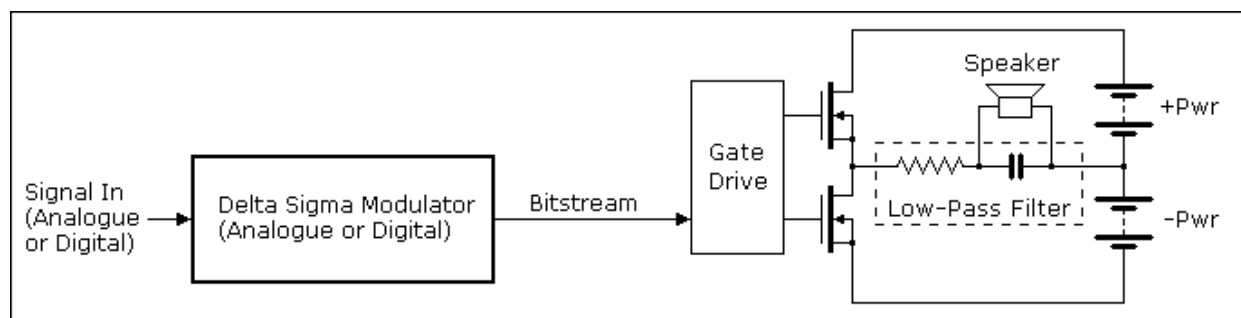 Signal In
(Analogue
or Digital)
Delta Sigma Modulator
(Analogue or Digital)
Bitstream
Gate
Drive
Speaker
Low-Pass Filter
+Pwr
-Pwr